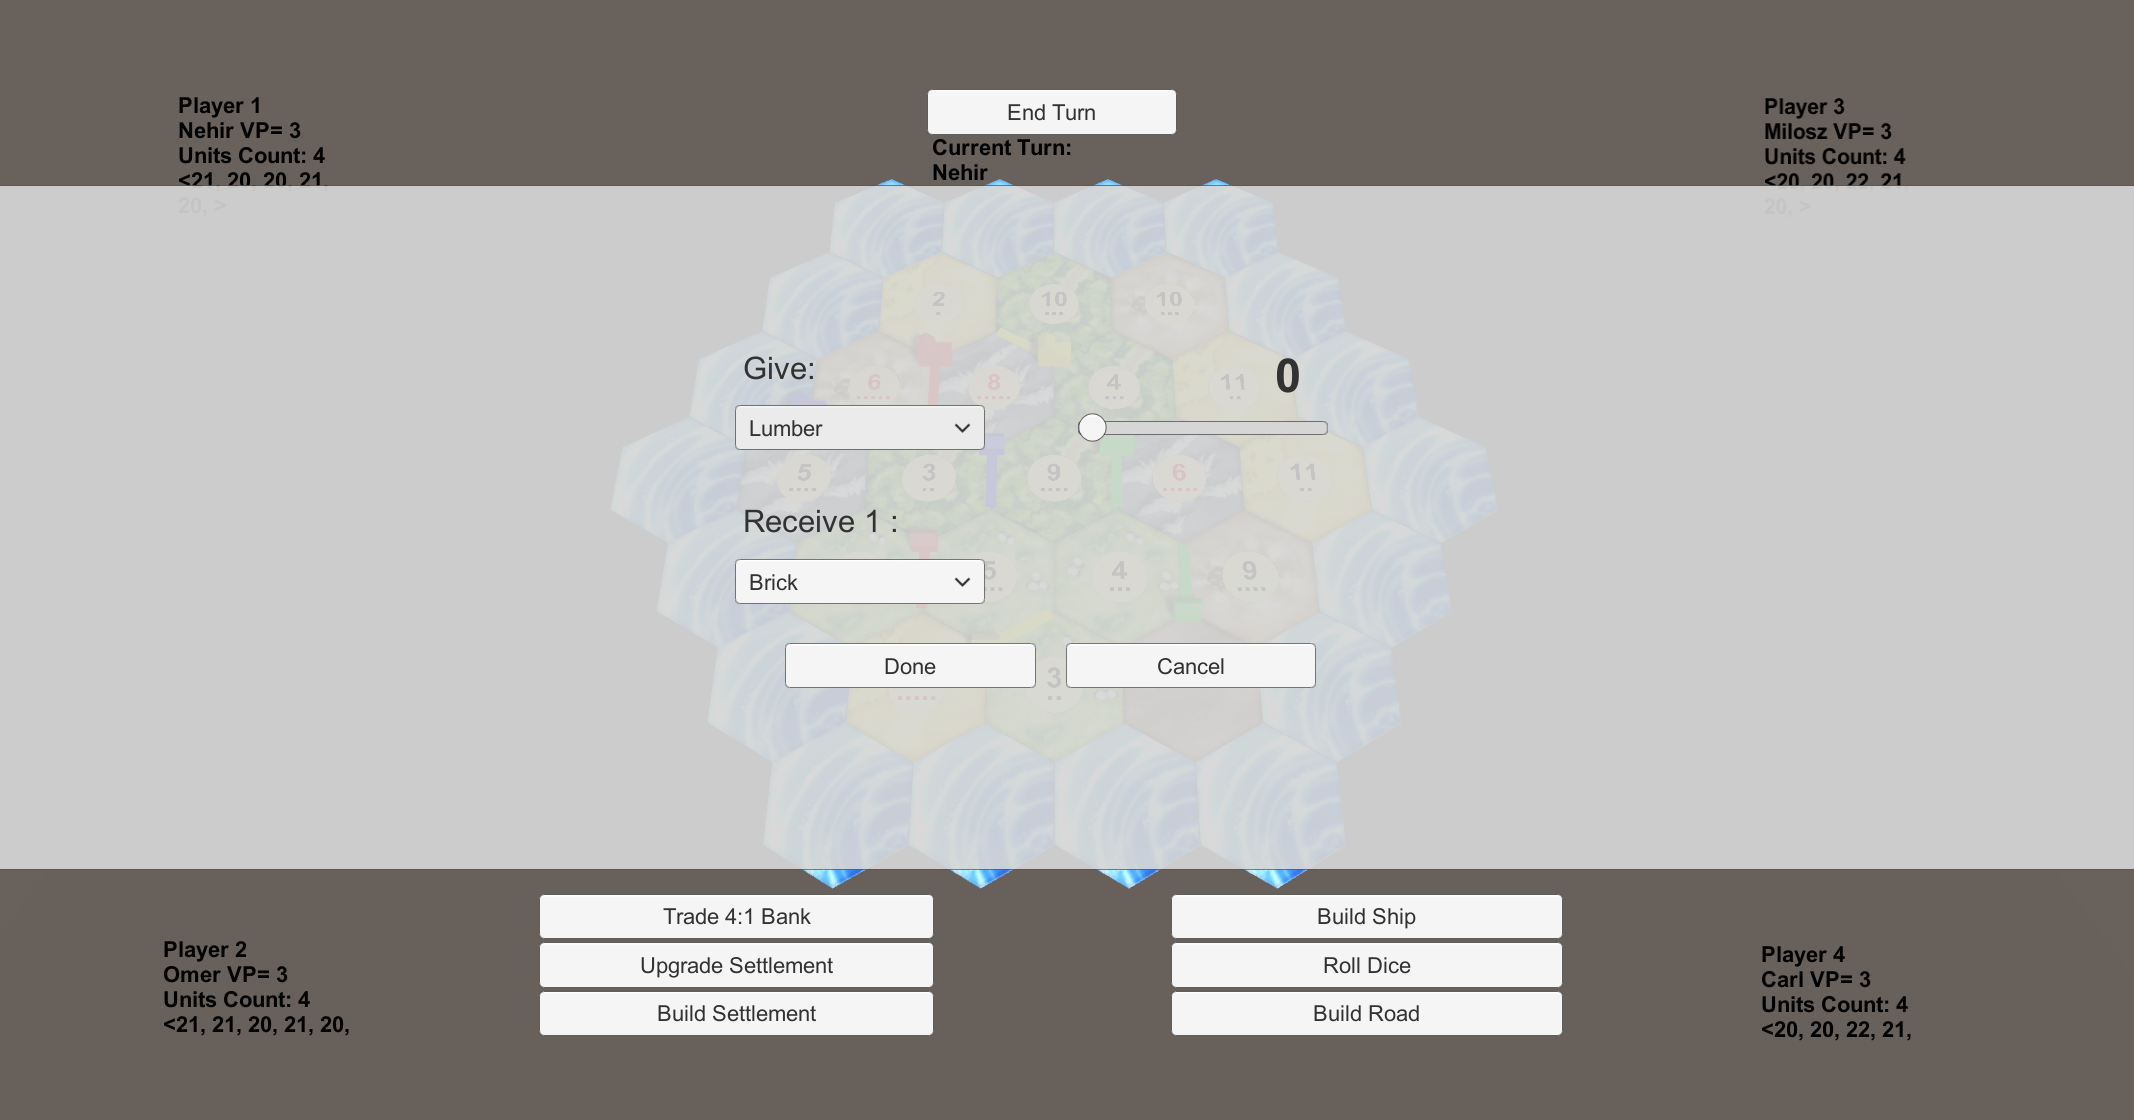 Player 1
Nehir VP= 3
Units Count: 4
<21, 20, 20, 21,
20, >
End Turn
Current Turn:
Nehir
Player 3
Milosz VP= 3
Units Count: 4
<20, 20, 22, 21,
20, >
2
10
10
Give:
0
6
8
4
11
Lumber
5
3
9
6
11
Receive 1 :
Brick
5
4
9
Done
Cancel
3
Trade 4:1 Bank
Build Ship
Upgrade Settlement
Roll Dice
Build Settlement
Build Road
Player 2
Omer VP= 3
Units Count: 4
<21, 21, 20, 21, 20,
Player 4
Carl VP= 3
Units Count: 4
<20, 20, 22, 21,